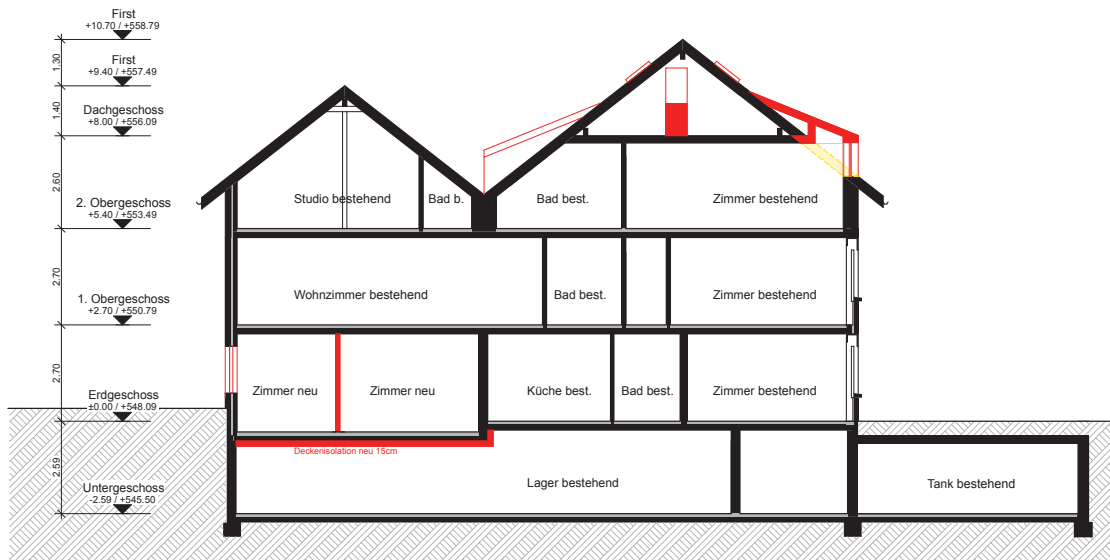 First
+10.70 / +558.79
1.30
First
+9.40 / +557.49
1.40
Dachgeschoss
+8.00 / +556.09
2.60
2. Obergeschoss
+5.40 / +553.49
Studio bestehend
Bad b.
Bad best.
Zimmer bestehend
2.70
1. Obergeschoss
+2.70 / +550.79
Wohnzimmer bestehend
Bad best.
Zimmer bestehend
2.70
Erdgeschoss
±0.00 / +548.09
Zimmer neu
Zimmer neu
Küche best.
Bad best.
Zimmer bestehend
Deckenisolation neu 15cm
2.59
Untergeschoss
-2.59 / +545.50
Lager bestehend
Tank bestehend